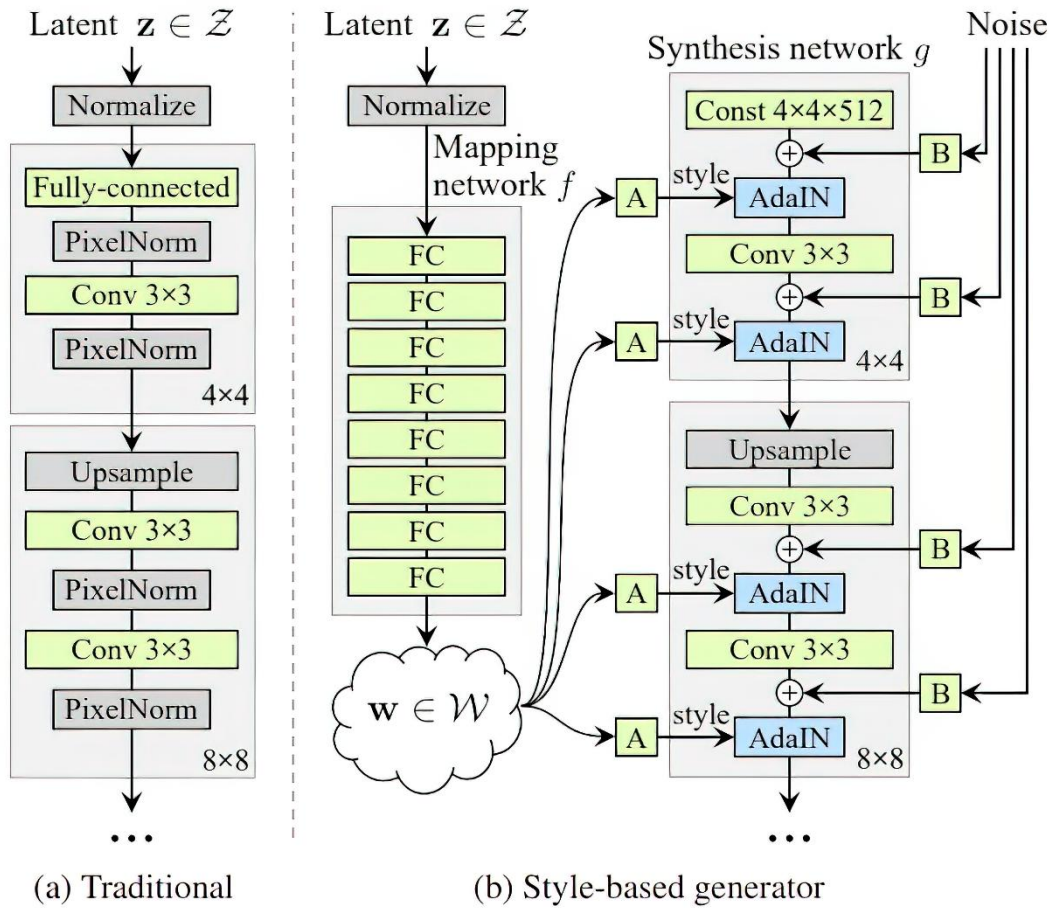 Latent z ∈ Z
Normalize
Fully-connected
PixelNorm
Conv 3×3
PixelNorm
4×4
Upsample
Conv 3×3
PixelNorm
Conv 3×3
PixelNorm
8×8
...
(a) Traditional
Latent z ∈ Z
Normalize
Mapping
network f
FC
FC
FC
FC
FC
FC
FC
FC
w ∈ W
Synthesis network g
Noise
Const 4×4×512
B
A
style
AdaIN
Conv 3×3
B
A
style
AdaIN
4×4
Upsample
Conv 3×3
B
A
style
AdaIN
Conv 3×3
B
A
style
AdaIN
8×8
...
(b) Style-based generator